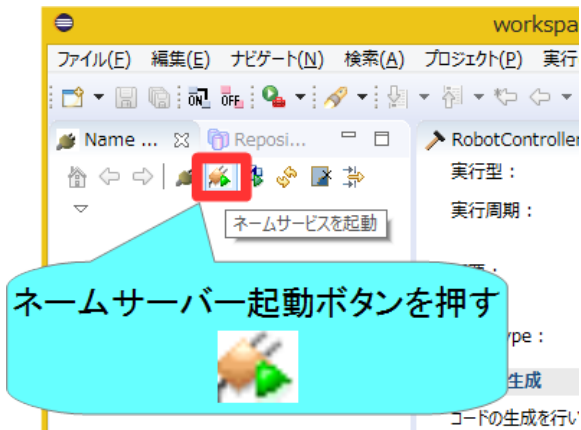 workspa
ファイル(F) 編集(E) ナビゲート(N) 検索(A) プロジェクト(P) 実行
ON OFF
Name ... Reposi... RobotController
実行型：
実行周期：
ネームサービスを起動
ネームサーバー起動ボタンを押す
ype：
生成
コードの生成を行い